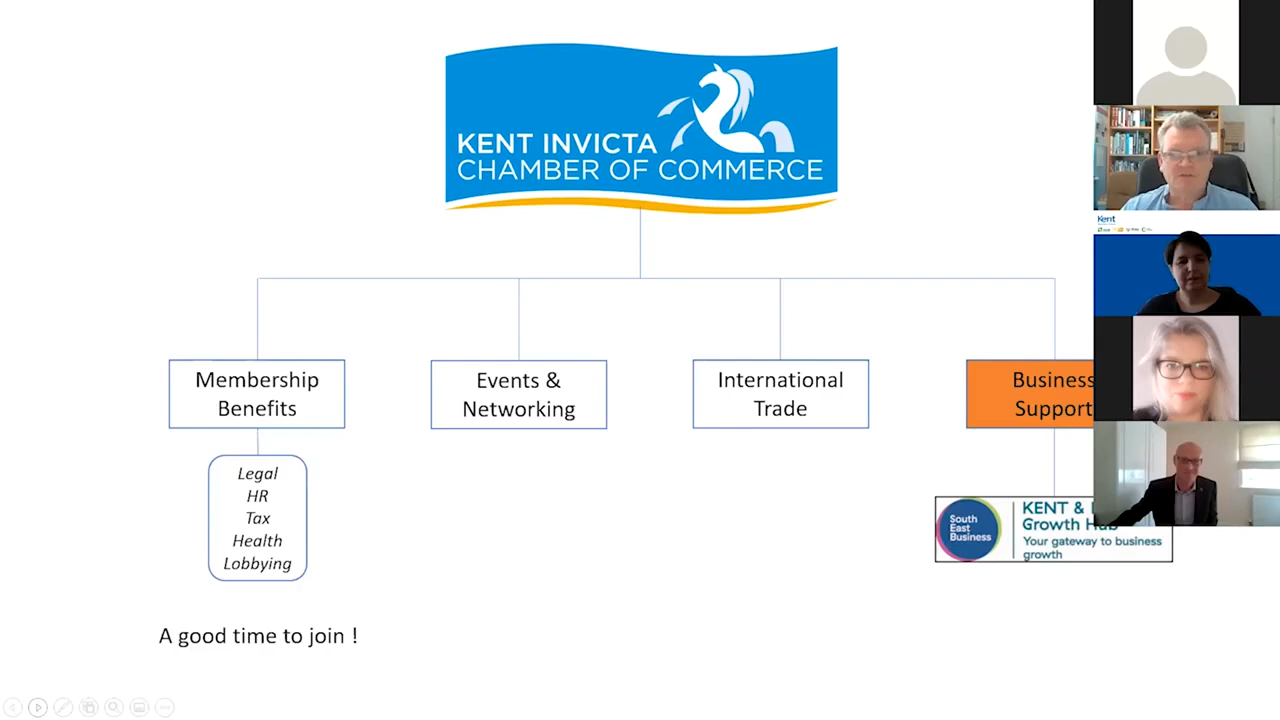 KENT INVICTA
CHAMBER OF COMMERCE
Membership
Benefits
Events &
Networking
International
Trade
Business
Support
Legal
HR
Tax
Health
Lobbying
South
East
Business
KENT &
Growth Hub
Your gateway to business
growth
A good time to join !
Kent